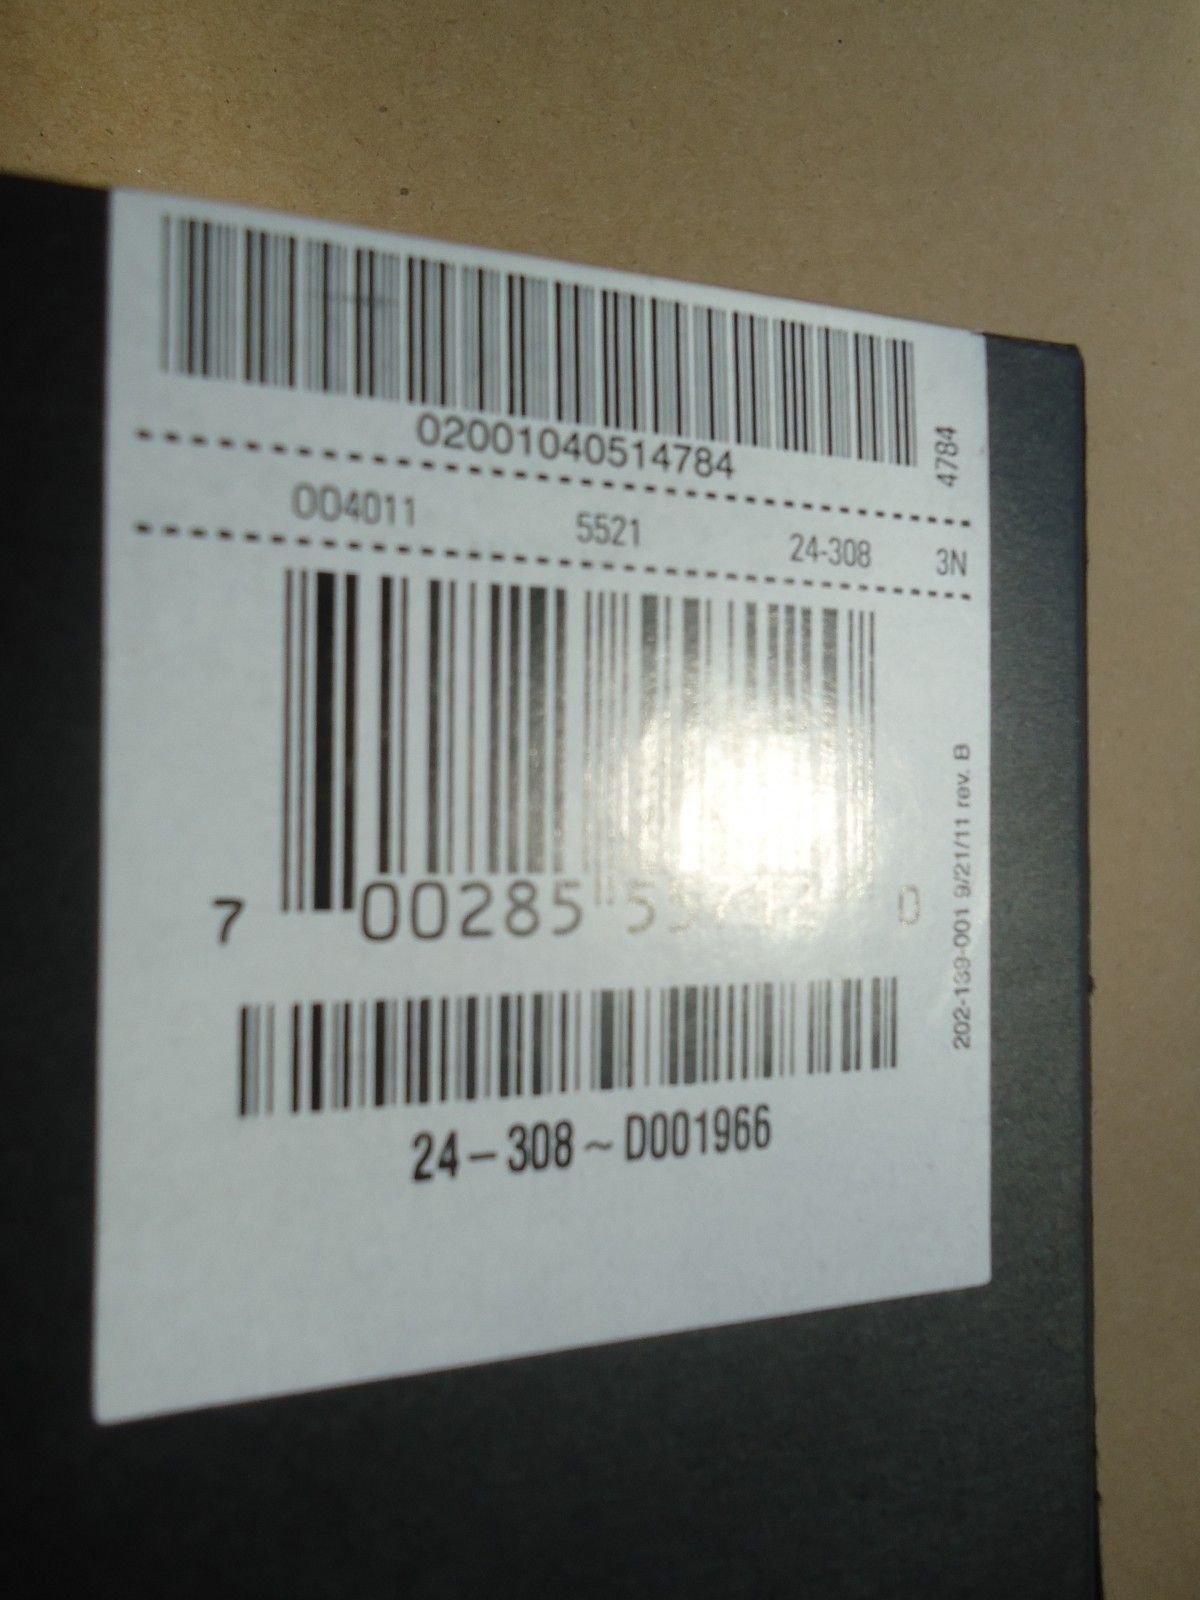 02001040514784
4784
004011 5521 24-308 3N
7 00285 0
202-139-001 9/21/11 rev. B
24-308~D001966